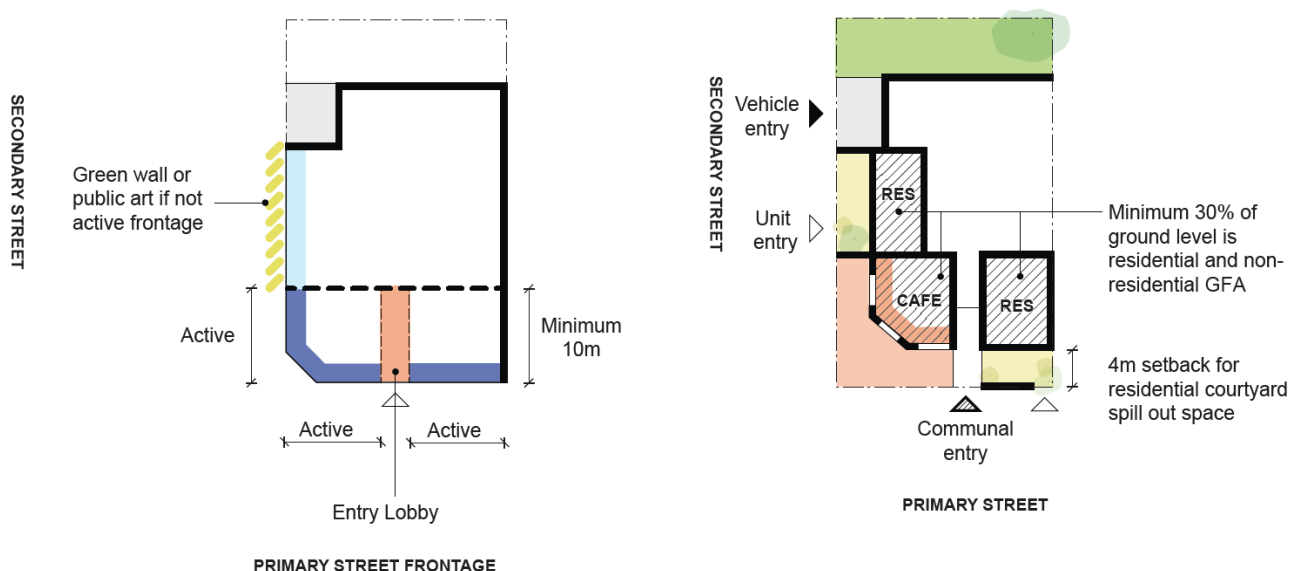 SECONDARY STREET
Green wall or
public art if not
active frontage
Active
Minimum
10m
Active
Active
Entry Lobby
PRIMARY STREET FRONTAGE
SECONDARY STREET
Vehicle
entry
Unit
entry
RES
CAFE
RES
Minimum 30% of
ground level is
residential and non-
residential GFA
4m setback for
residential courtyard
spill out space
Communal
entry
PRIMARY STREET